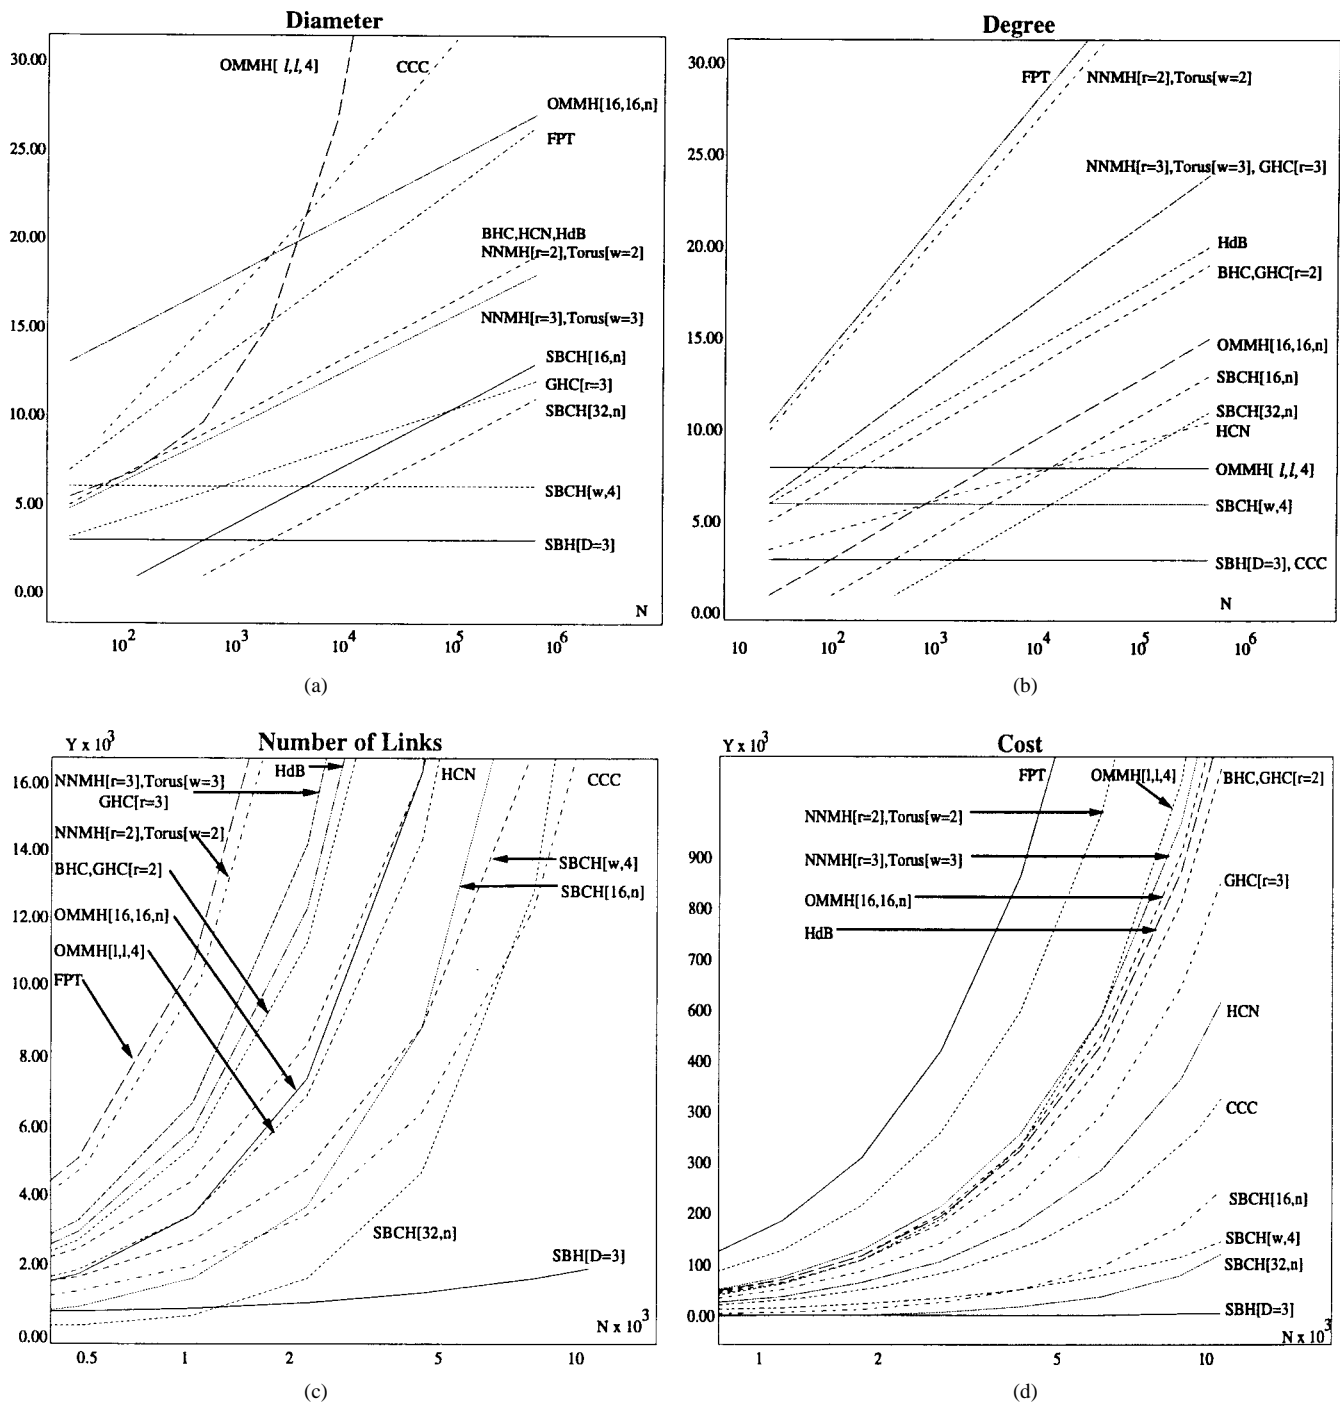 Diameter
30.00
25.00
20.00
15.00
10.00
5.00
0.00
OMMH[ l,l,4]
CCC
OMMH[16,16,n]
FPT
BHC,HCN,HdB
NNMH[r=2],Torus[w=2]
NNMH[r=3],Torus[w=3]
SBCH[16,n]
GHC[r=3]
SBCH[32,n]
SBCH[w,4]
SBH[D=3]
N
10^2 10^3 10^4 10^5 10^6
(a)
Degree
30.00
25.00
20.00
15.00
10.00
5.00
0.00
FPT
NNMH[r=2],Torus[w=2]
NNMH[r=3],Torus[w=3], GHC[r=3]
HdB
BHC,GHC[r=2]
OMMH[16,16,n]
SBCH[16,n]
SBCH[32,n]
HCN
OMMH[ l,l,4]
SBCH[w,4]
SBH[D=3], CCC
N
10 10^2 10^3 10^4 10^5 10^6
(b)
Y x 10^3
Number of Links
16.00
14.00
12.00
10.00
8.00
6.00
4.00
2.00
0.00
HdB
HCN
CCC
NNMH[r=3],Torus[w=3]
GHC[r=3]
NNMH[r=2],Torus[w=2]
BHC,GHC[r=2]
SBCH[w,4]
SBCH[16,n]
OMMH[16,16,n]
OMMH[l,l,4]
FPT
SBCH[32,n]
SBH[D=3]
N x 10^3
0.5 1 2 5 10
(c)
Y x 10^3
Cost
900
800
700
600
400
300
300
200
100
0.00
FPT
OMMH[l,l,4]
BHC,GHC[r=2]
NNMH[r=2],Torus[w=2]
NNMH[r=3],Torus[w=3]
GHC[r=3]
OMMH[16,16,n]
HdB
HCN
CCC
SBCH[16,n]
SBCH[w,4]
SBCH[32,n]
SBH[D=3]
N x 10^3
1 2 5 10
(d)